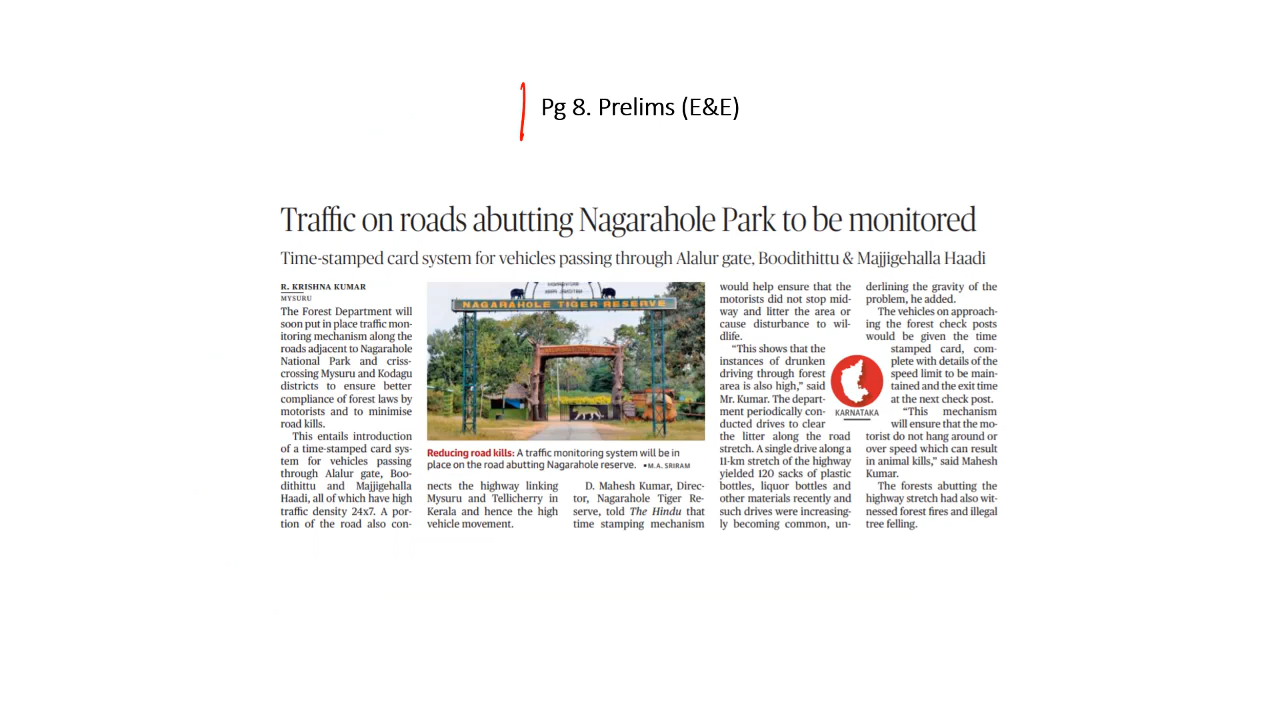 Pg 8. Prelims (E&E)
Traffic on roads abutting Nagarahole Park to be monitored
Time-stamped card system for vehicles passing through Alalur gate, Boodithittu & Majjigehalla Haadi
R. KRISHNA KUMAR
MYSURU
The Forest Department will
soon put in place traffic mon-
itoring mechanism along the
roads adjacent to Nagarahole
National Park and criss-
crossing Mysuru and Kodagu
districts to ensure better
compliance of forest laws by
motorists and to minimise
road kills.
This entails introduction
of a time-stamped card sys-
tem for vehicles passing
through Alalur gate, Boo-
dithittu and Majjigehalla
Haadi, all of which have high
traffic density 24x7. A por-
tion of the road also con-
NAGARAHOLE TIGER RESERVE
Reducing road kills: A traffic monitoring system will be in
place on the road abutting Nagarahole reserve. •M.A. SRIRAM
nects the highway linking
Mysuru and Tellicherry in
Kerala and hence the high
vehicle movement.
D. Mahesh Kumar, Direc-
tor, Nagarahole Tiger Re-
serve, told The Hindu that
time stamping mechanism
would help ensure that the
motorists did not stop mid-
way and litter the area or
cause disturbance to wil-
dlife.
“This shows that the
instances of drunken
driving through forest
area is also high,” said
Mr. Kumar. The depart-
ment periodically con-
ducted drives to clear
the litter along the road
stretch. A single drive along a
11-km stretch of the highway
yielded 120 sacks of plastic
bottles, liquor bottles and
other materials recently and
such drives were increasing-
ly becoming common, un-
derlining the gravity of the
problem, he added.
The vehicles on approach-
ing the forest check posts
would be given the time
stamped card, com-
plete with details of the
speed limit to be main-
tained and the exit time
at the next check post.
KARNATAKA
“This mechanism
will ensure that the mo-
torist do not hang around or
over speed which can result
in animal kills,” said Mahesh
Kumar.
The forests abutting the
highway stretch had also wit-
nessed forest fires and illegal
tree felling.